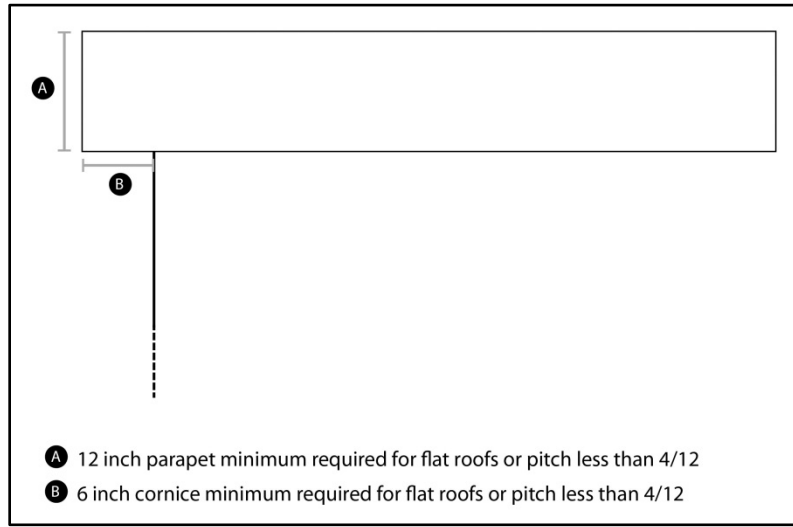 A
B
A 12 inch parapet minimum required for flat roofs or pitch less than 4/12
B 6 inch cornice minimum required for flat roofs or pitch less than 4/12